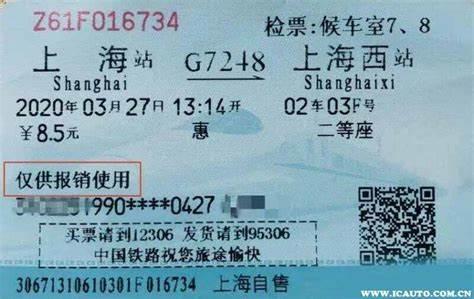 Z61F016734 检票:候车室7、8
上 海站 G7248 上海西站
Shanghai Shanghaixi
2020年03月27日13:14开 02车03F号
¥8.5元 惠 二等座
仅供报销使用
1990****0427
买票请到12306 发货请到95306
中国铁路祝您旅途愉快
30671310610301F016734 上海自售
www.ICAUTO.com.cn